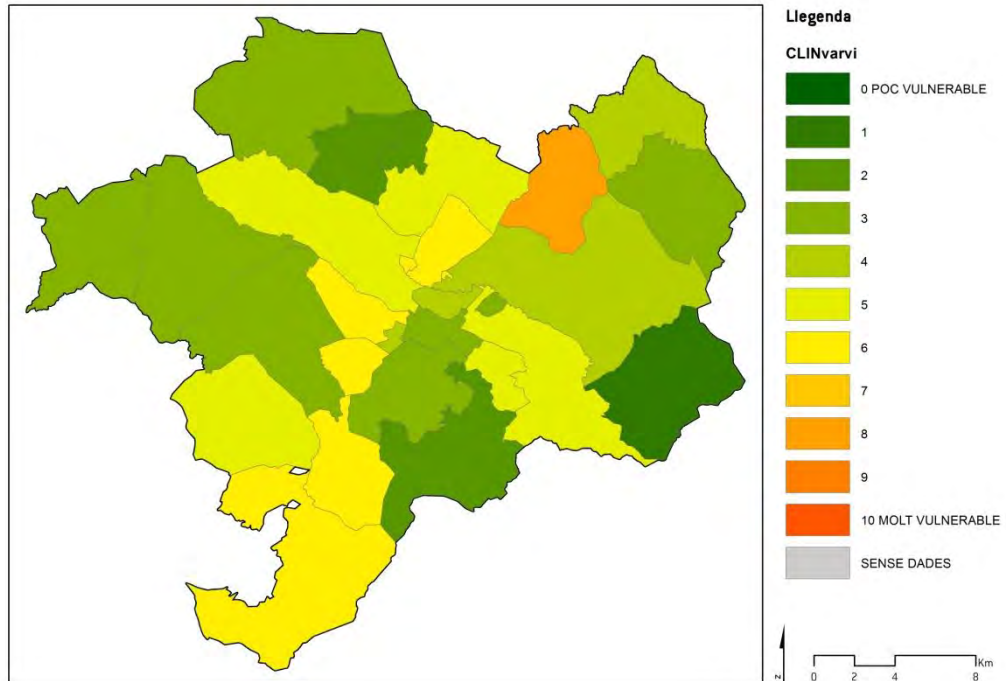 Llegenda
CLINvarvi
0 POC VULNERABLE
1
2
3
4
5
6
7
8
9
10 MOLT VULNERABLE
SENSE DADES
z
Km
0 2 4 8